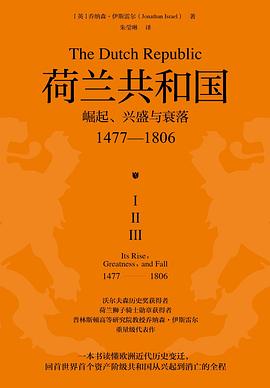 [英] 乔纳森·伊斯雷尔（Jonathan Israel） 著
朱莹琳 译
The Dutch Republic
荷兰共和国
崛起、兴盛与衰落
1477—1806
I
II
III
Its Rise,
Greatness, and Fall
1477 1806
沃尔夫森历史奖获得者
荷兰狮子骑士勋章获得者
普林斯顿高等研究院教授乔纳森·伊斯雷尔
重量级代表作
一本书读懂欧洲近代历史变迁，
回首世界首个资产阶级共和国从兴起到消亡的全程